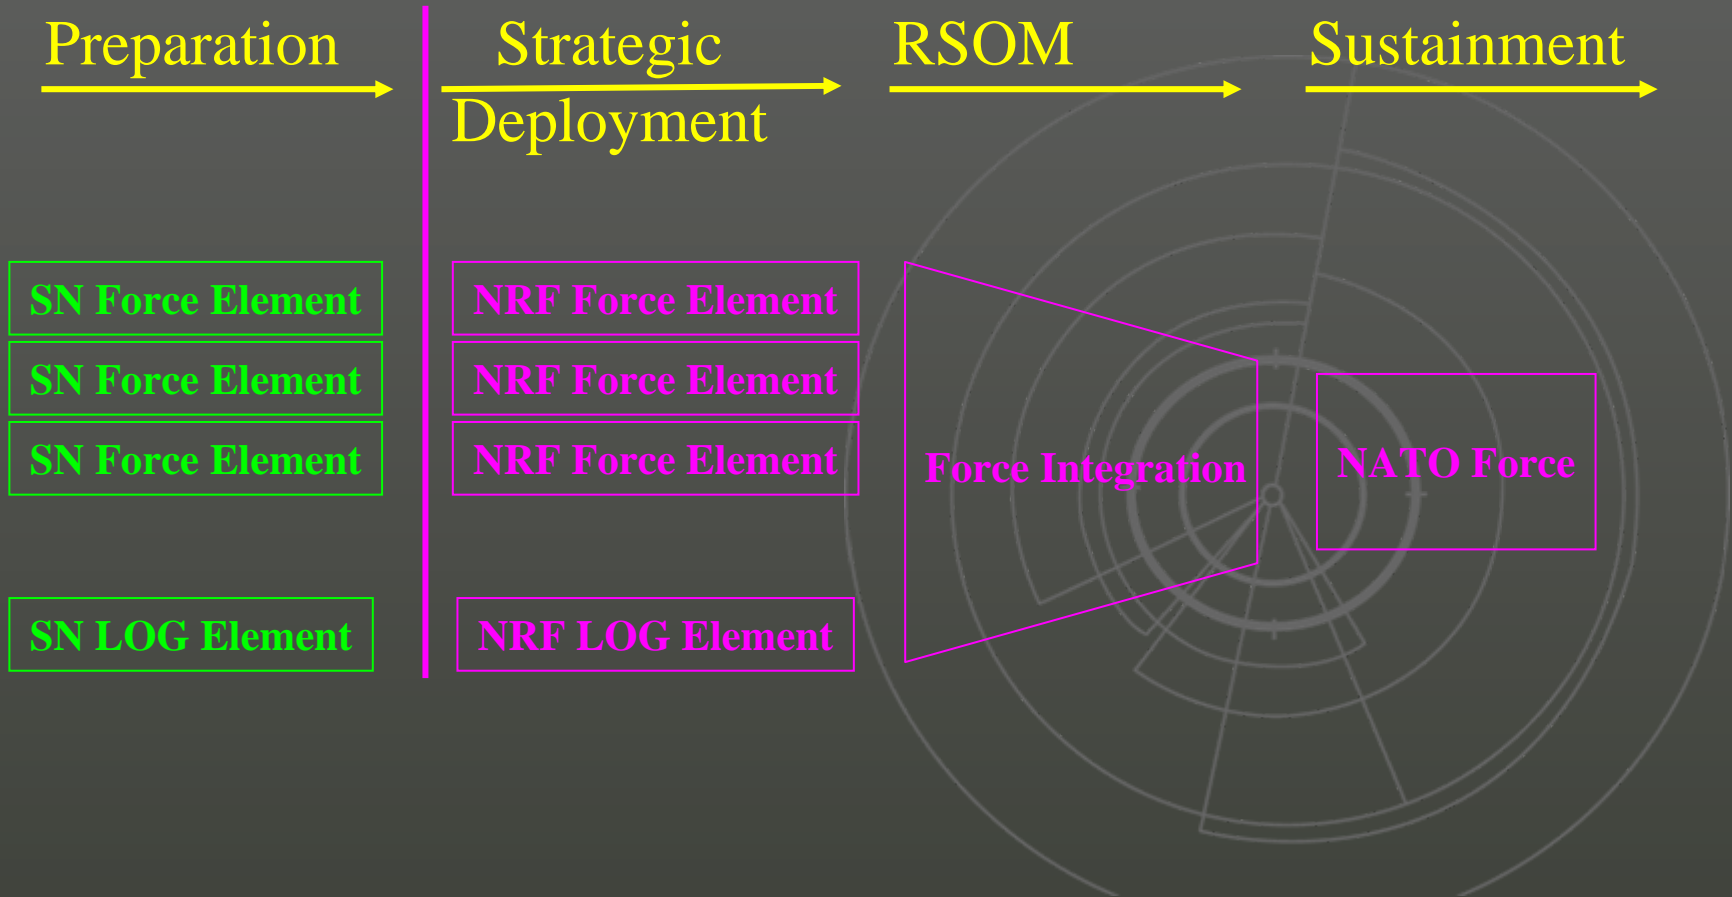 Preparation
Strategic
Deployment
RSOM
Sustainment
SN Force Element
SN Force Element
SN Force Element
SN LOG Element
NRF Force Element
NRF Force Element
NRF Force Element
NRF LOG Element
Force Integration
NATO Force